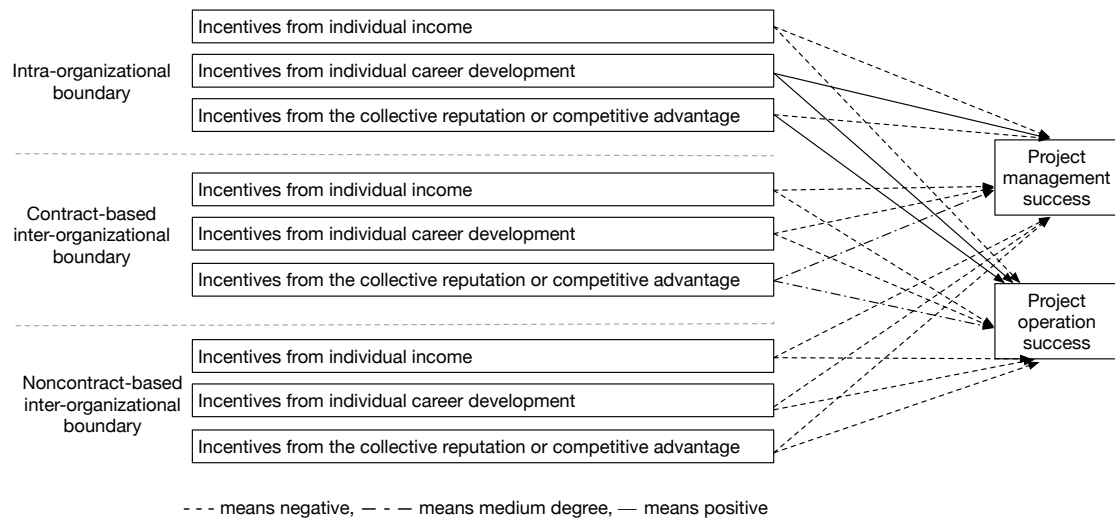 Incentives from individual income
Intra-organizational
boundary
Incentives from individual career development
Incentives from the collective reputation or competitive advantage
Project
management
success
Contract-based
inter-organizational
boundary
Incentives from individual income
Incentives from individual career development
Incentives from the collective reputation or competitive advantage
Project
operation
success
Noncontract-based
inter-organizational
boundary
Incentives from individual income
Incentives from individual career development
Incentives from the collective reputation or competitive advantage
- - - means negative, — - — means medium degree, — means positive